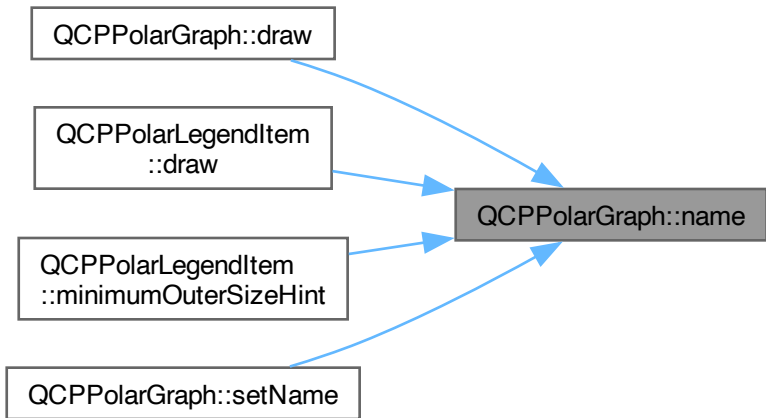 QCPPolarGraph::draw
QCPPolarLegendItem
::draw
QCPPolarGraph::name
QCPPolarLegendItem
::minimumOuterSizeHint
QCPPolarGraph::setName